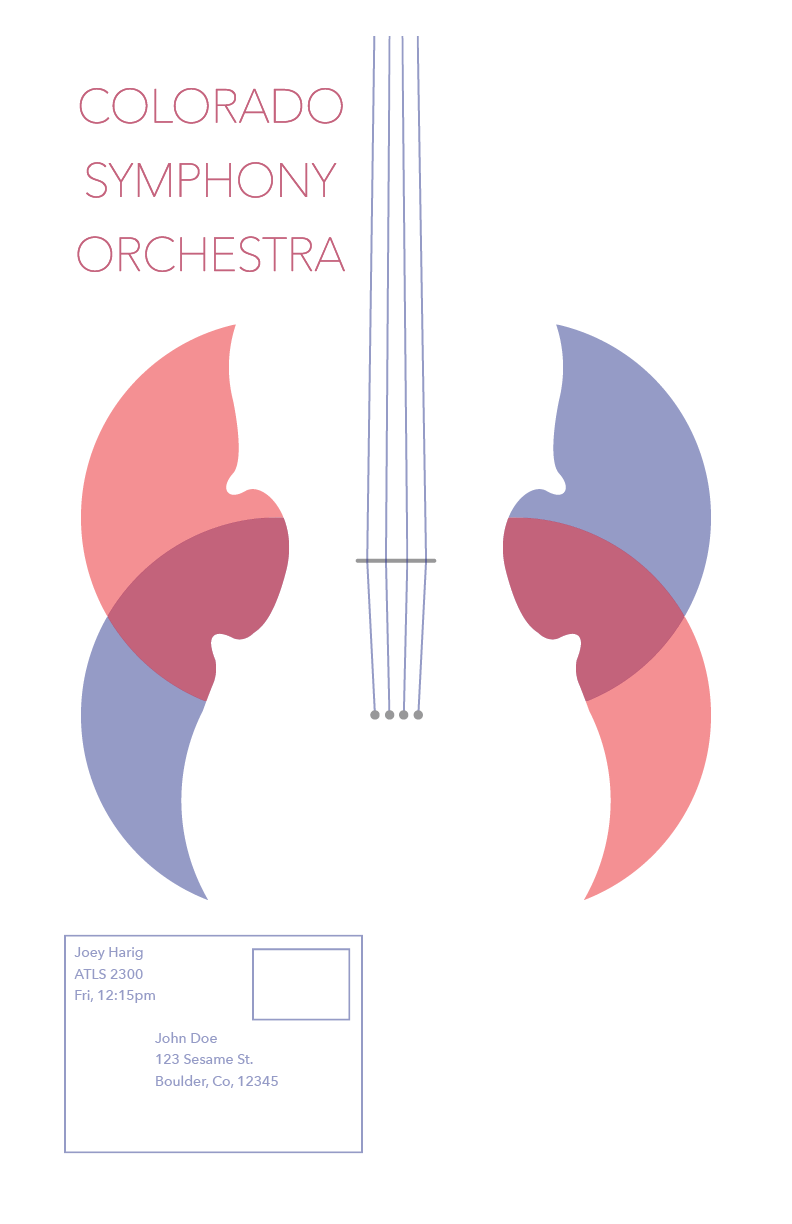 COLORADO
SYMPHONY
ORCHESTRA
Joey Harig
ATLS 2300
Fri, 12:15pm
John Doe
123 Sesame St.
Boulder, Co, 12345